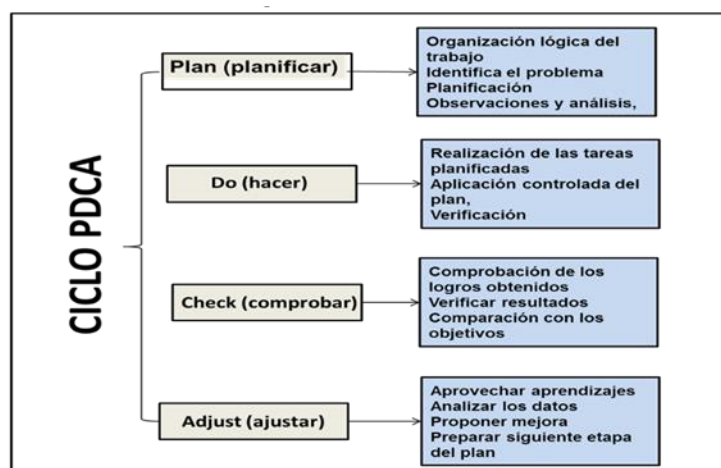 CICLO PDCA
Plan (planificar)
Organización lógica del
trabajo
Identifica el problema
Planificación
Observaciones y análisis,
Do (hacer)
Realización de las tareas
planificadas
Aplicación controlada del
plan,
Verificación
Check (comprobar)
Comprobación de los
logros obtenidos
Verificar resultados
Comparación con los
objetivos
Adjust (ajustar)
Aprovechar aprendizajes
Analizar los datos
Proponer mejora
Preparar siguiente etapa
del plan